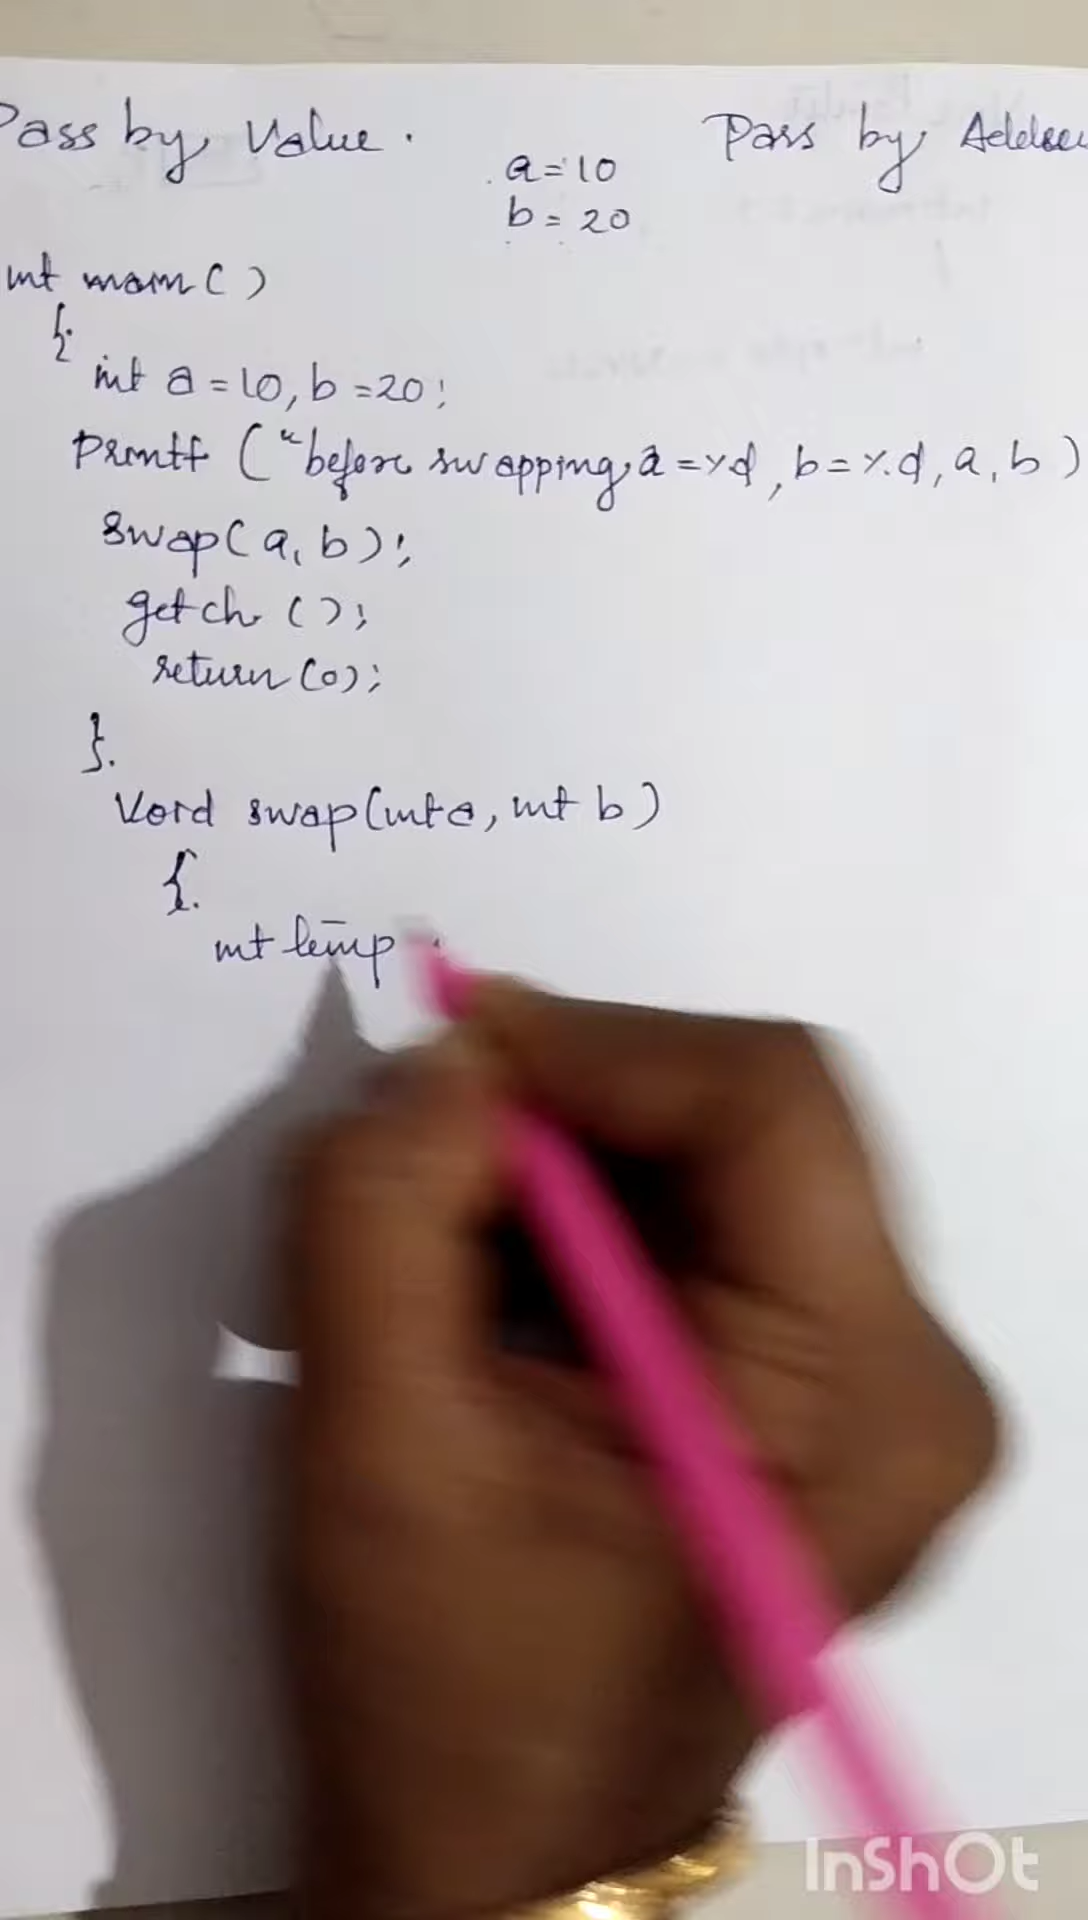 Pass by Value.
Pass by Address
a = 10
b = 20
int main()
{
int a = 10, b = 20;
printf ("before swapping a = %d, b = %d, a, b)
swap(a, b);
getch ();
return (0);
}.
Void swap(int a, int b)
{.
int temp
InShOt